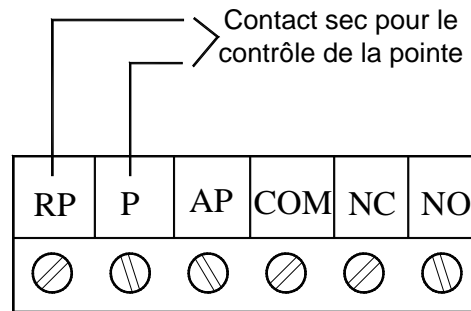 Contact sec pour le
contrôle de la pointe
RP P AP COM NC NO